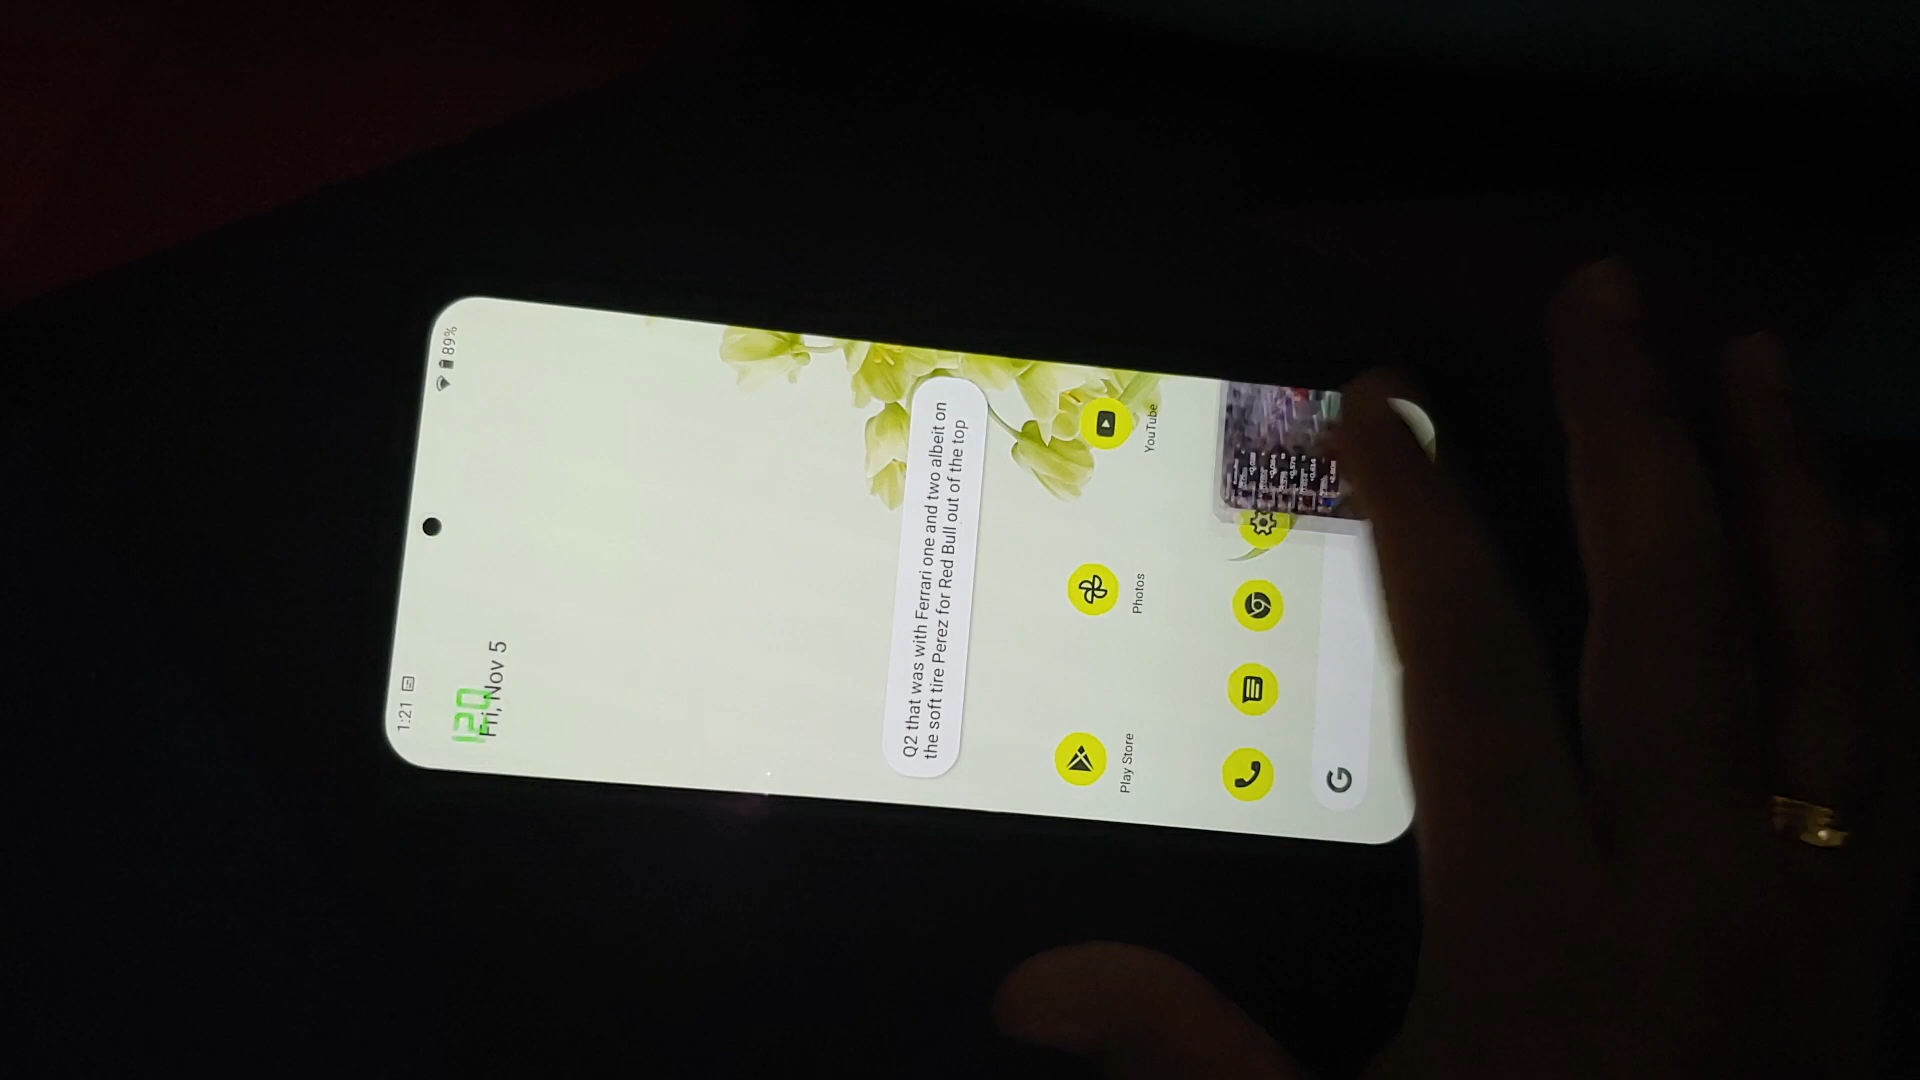 1:21
89%
120
Fri, Nov 5
Q2 that was with Ferrari one and two albeit on
the soft tire Perez for Red Bull out of the top
Play Store
Photos
YouTube
G